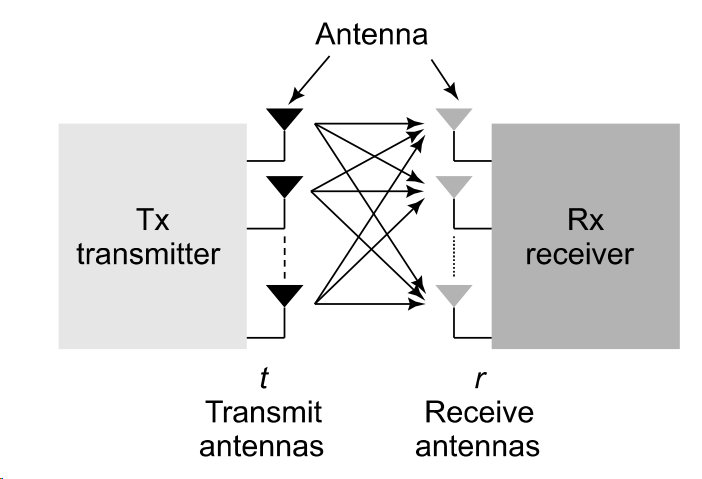 Antenna
Tx
transmitter
Rx
receiver
t
Transmit
antennas
r
Receive
antennas